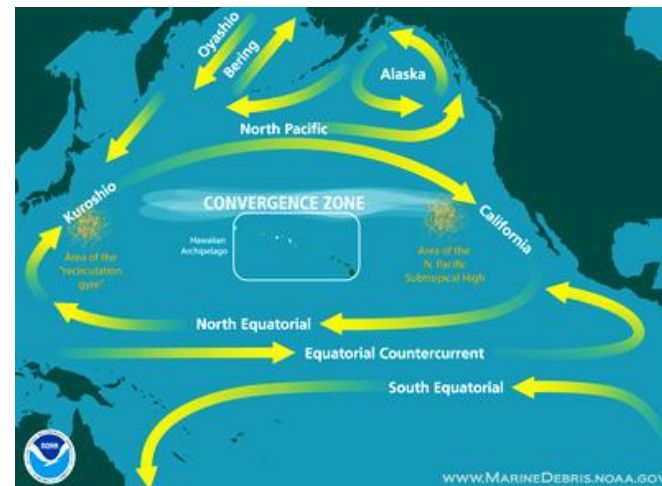 Oyashio
Bering
Alaska
North Pacific
Kuroshio
CONVERGENCE ZONE
California
Hawaiian
Archipelago
Area of the
"recirculation
gyre"
Area of the
N. Pacific
Subtropical High
North Equatorial
Equatorial Countercurrent
South Equatorial
NOAA
WWW.MARINEDEBRIS.NOAA.GOV